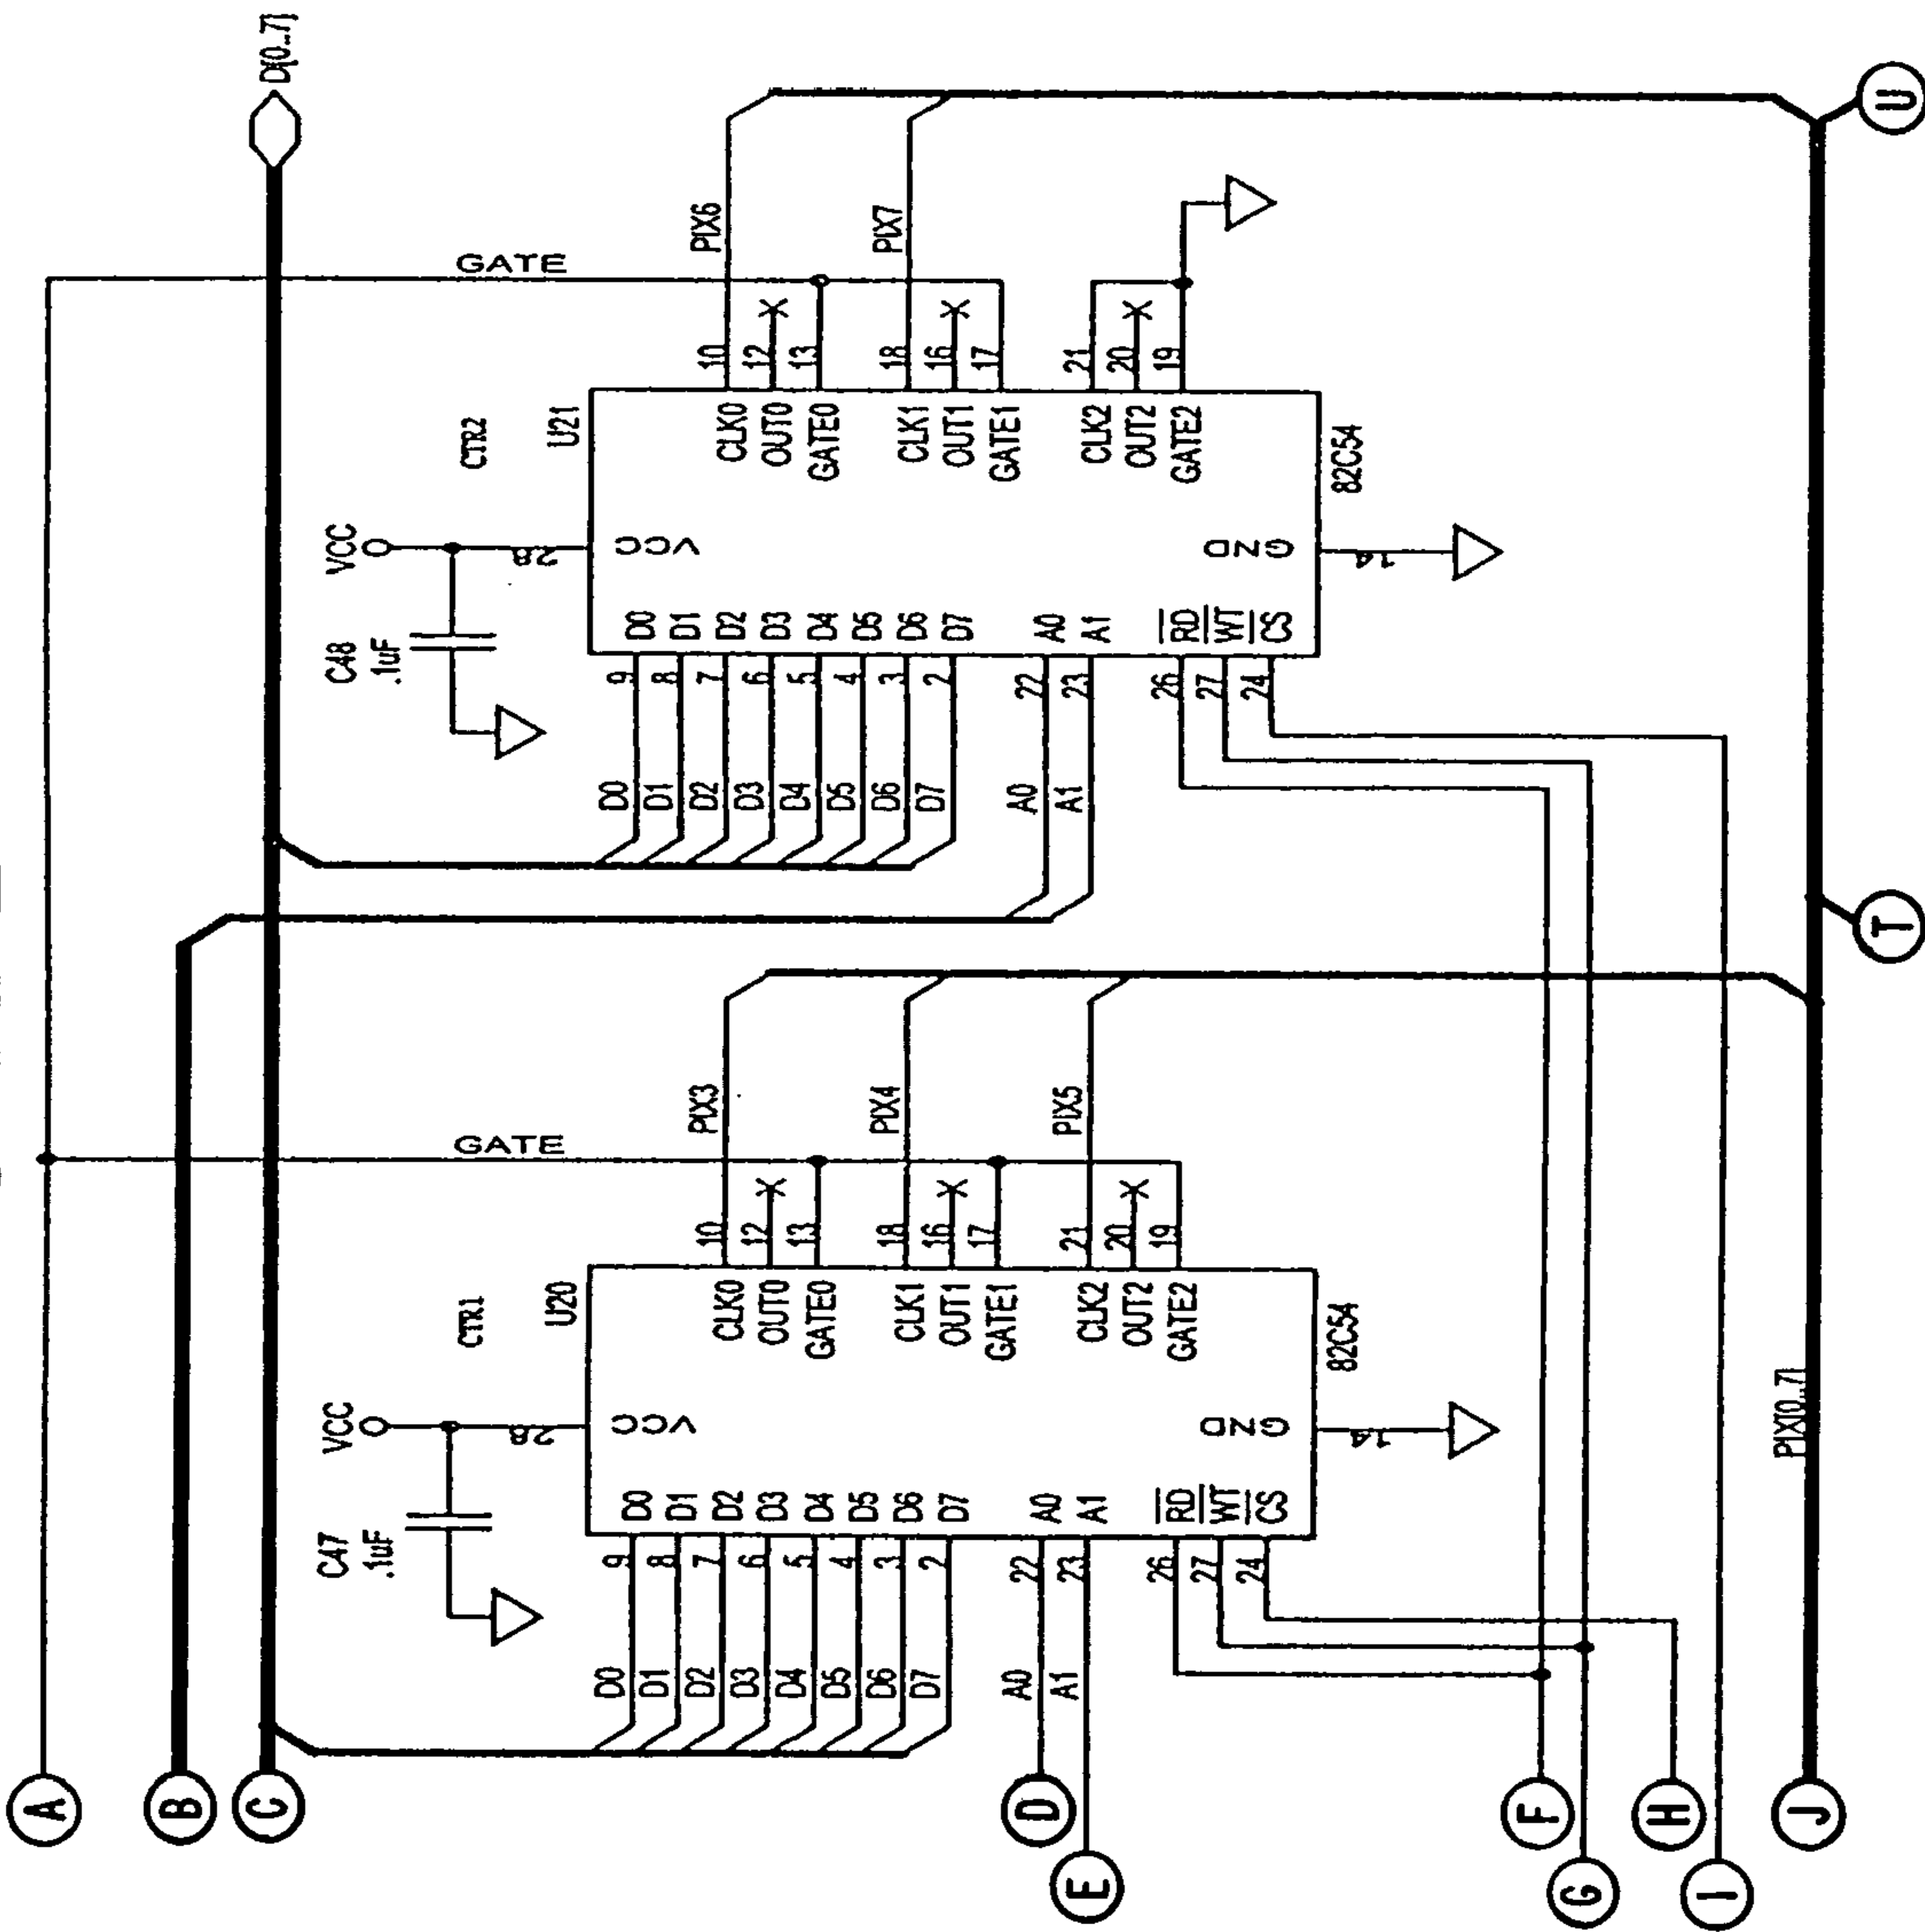 A
B
C
D[0..7]
GATE
GATE
VCC
C47
.1uF
28
CTR1
U20
VCC
GND
14
82C54
D0
D1
D2
D3
D4
D5
D6
D7
A0
A1
D0
D1
D2
D3
D4
D5
D6
D7
A0
A1
RD
WT
CS
9
8
7
6
5
4
3
2
22
23
26
27
24
CLK0
OUT0
GATE0
CLK1
OUT1
GATE1
CLK2
OUT2
GATE2
10
12
13
18
16
17
21
20
19
PIX3
PIX4
PIX5
VCC
C48
.1uF
28
CTR2
U21
VCC
GND
14
82C54
D0
D1
D2
D3
D4
D5
D6
D7
A0
A1
D0
D1
D2
D3
D4
D5
D6
D7
A0
A1
RD
WT
CS
9
8
7
6
5
4
3
2
22
23
26
27
24
CLK0
OUT0
GATE0
CLK1
OUT1
GATE1
CLK2
OUT2
GATE2
10
12
13
18
16
17
21
20
19
PIX6
PIX7
D
E
F
G
H
I
J
PIX[0..7]
T
U